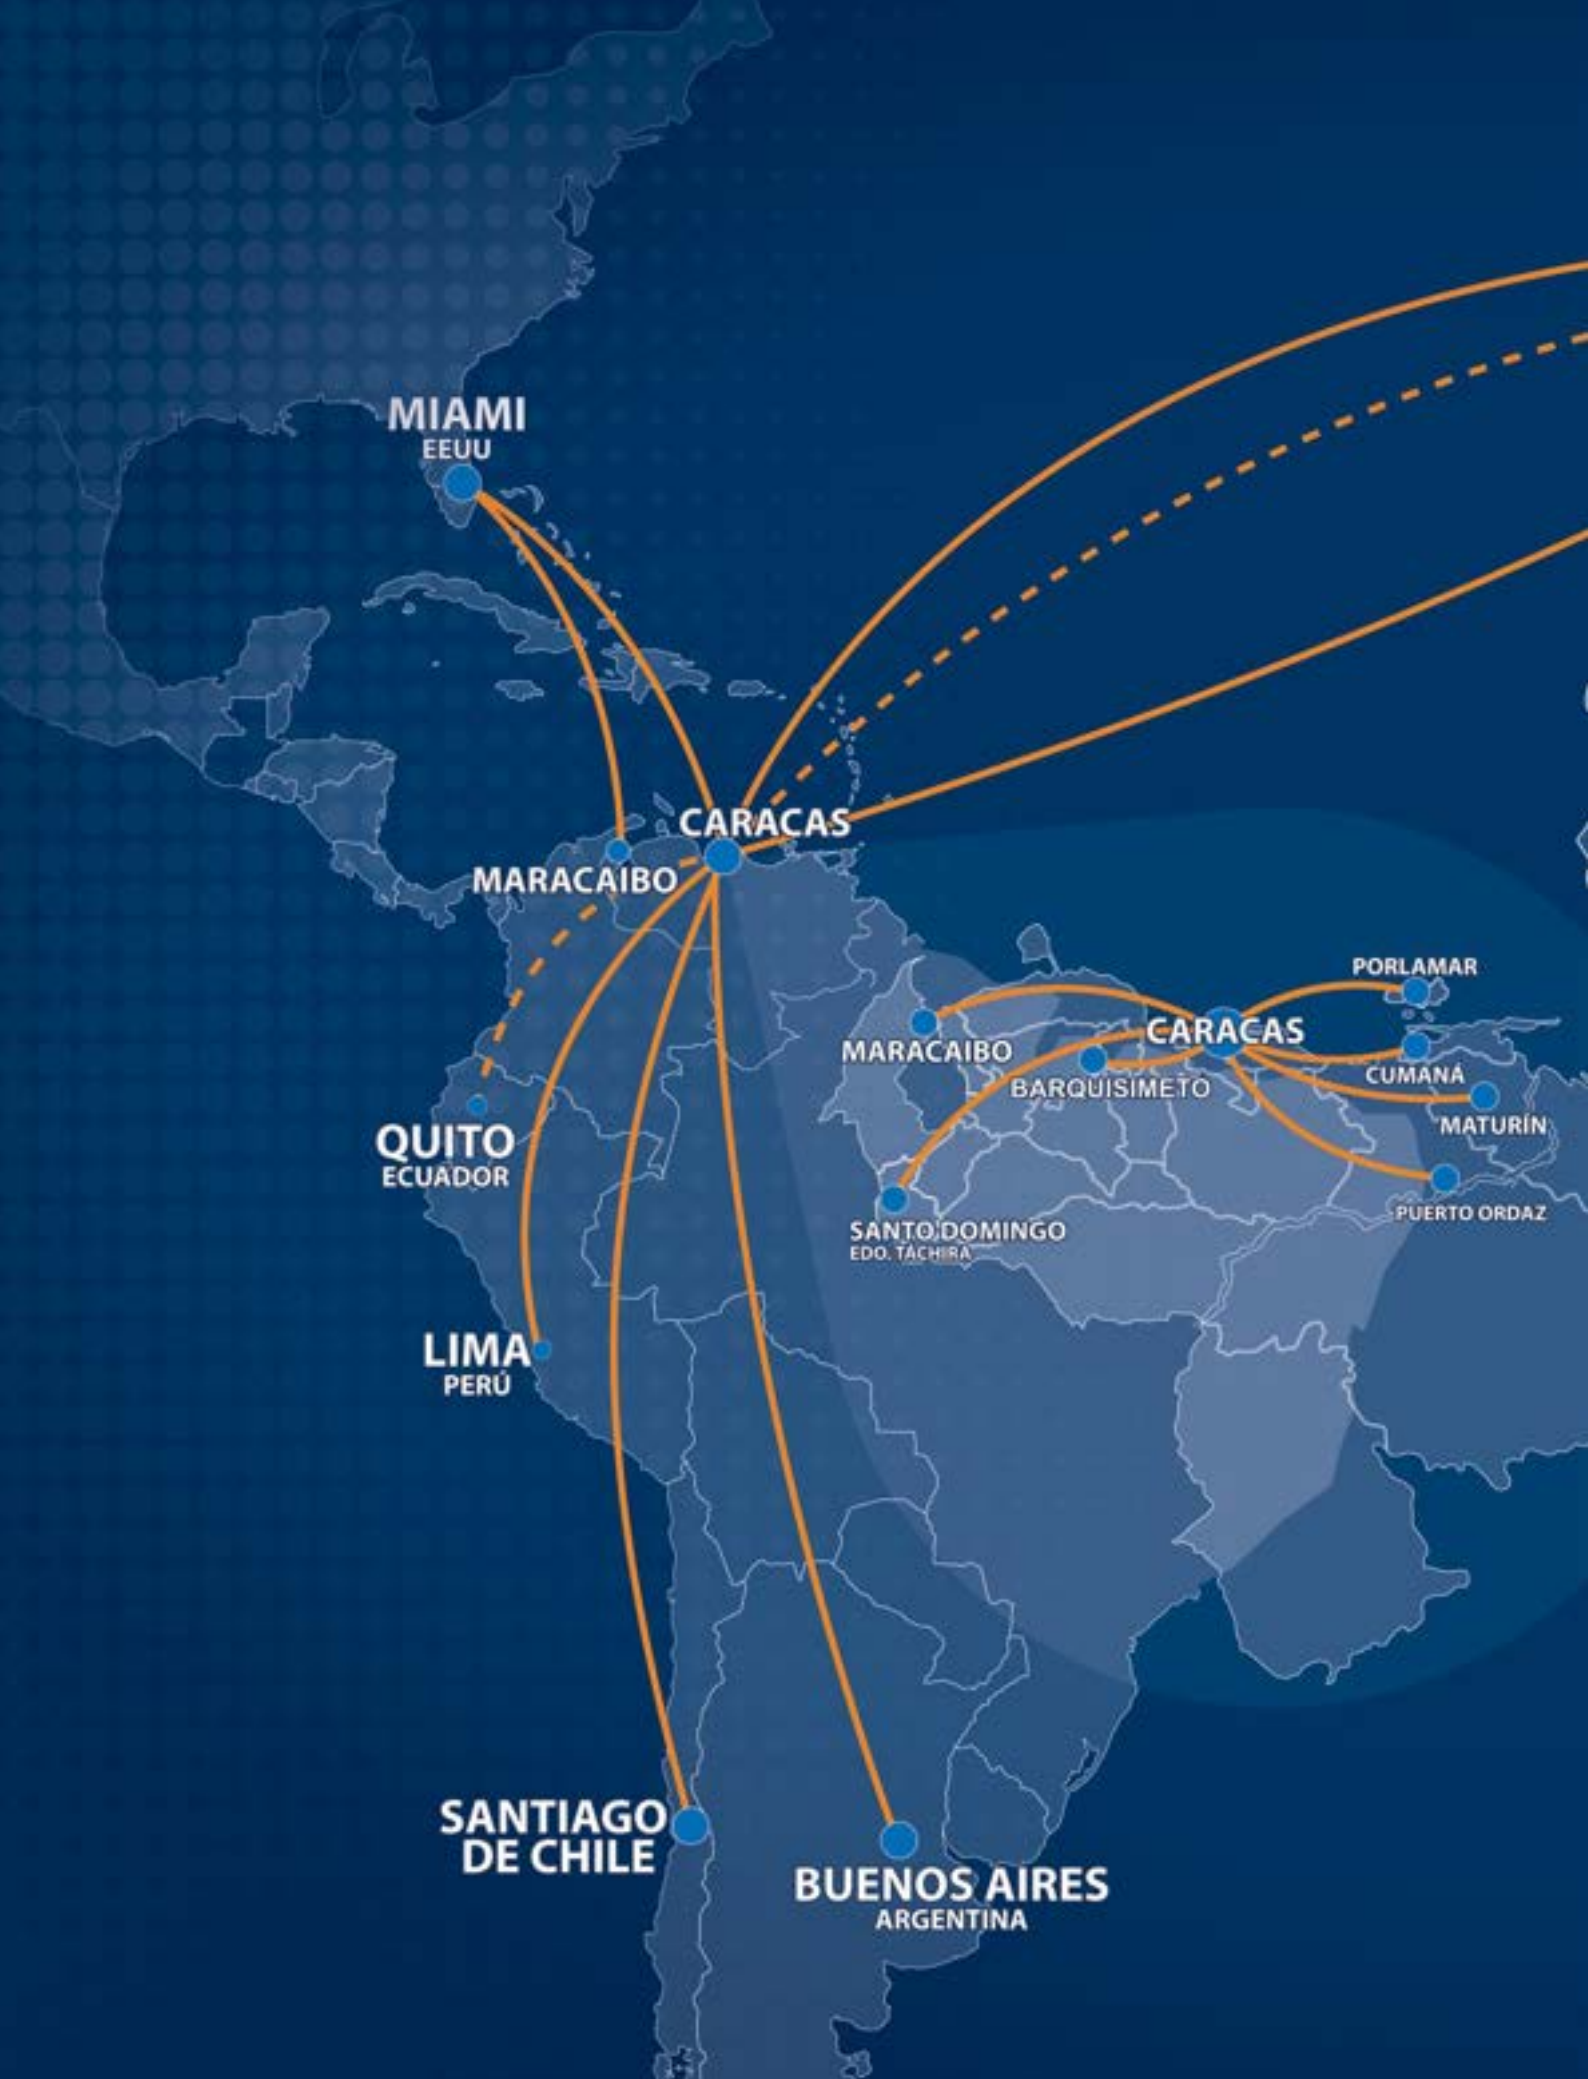 MIAMI
EEUU
CARACAS
MARACAIBO
QUITO
ECUADOR
LIMA
PERÚ
SANTIAGO
DE CHILE
BUENOS AIRES
ARGENTINA
PORLAMAR
CARACAS
MARACAIBO
BARQUISIMETO
CUMANÁ
MATURÍN
PUERTO ORDAZ
SANTO DOMINGO
EDO. TÁCHIRA